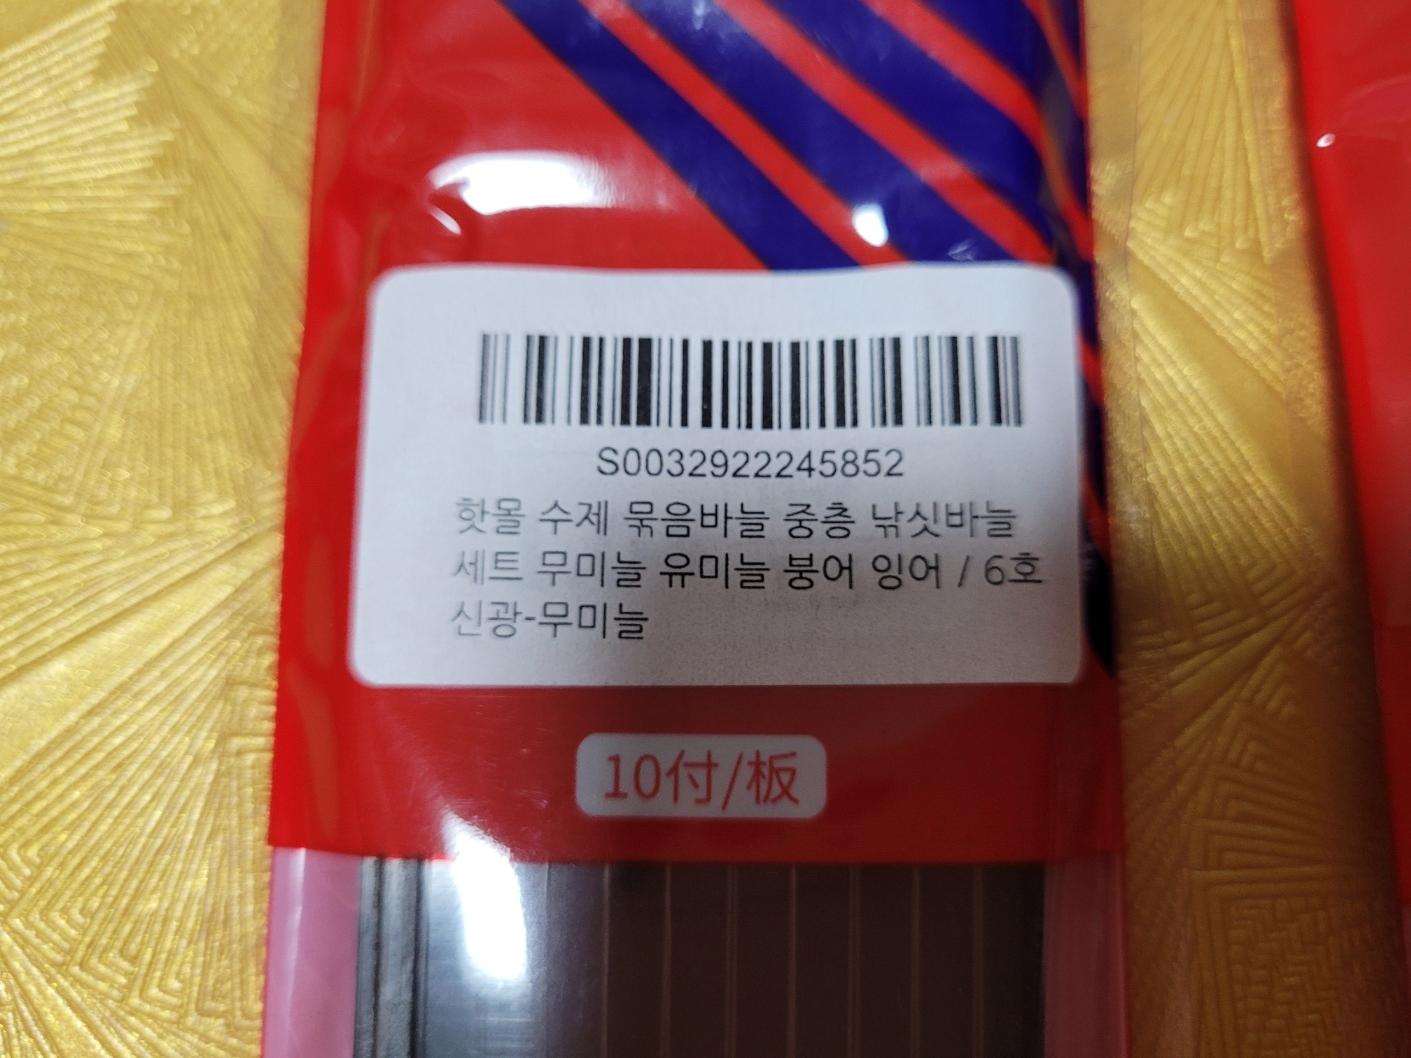 S0032922245852
핫몰 수제 묶음바늘 중층 낚싯바늘
세트 무미늘 유미늘 붕어 잉어 / 6호
신광-무미늘
10付/板